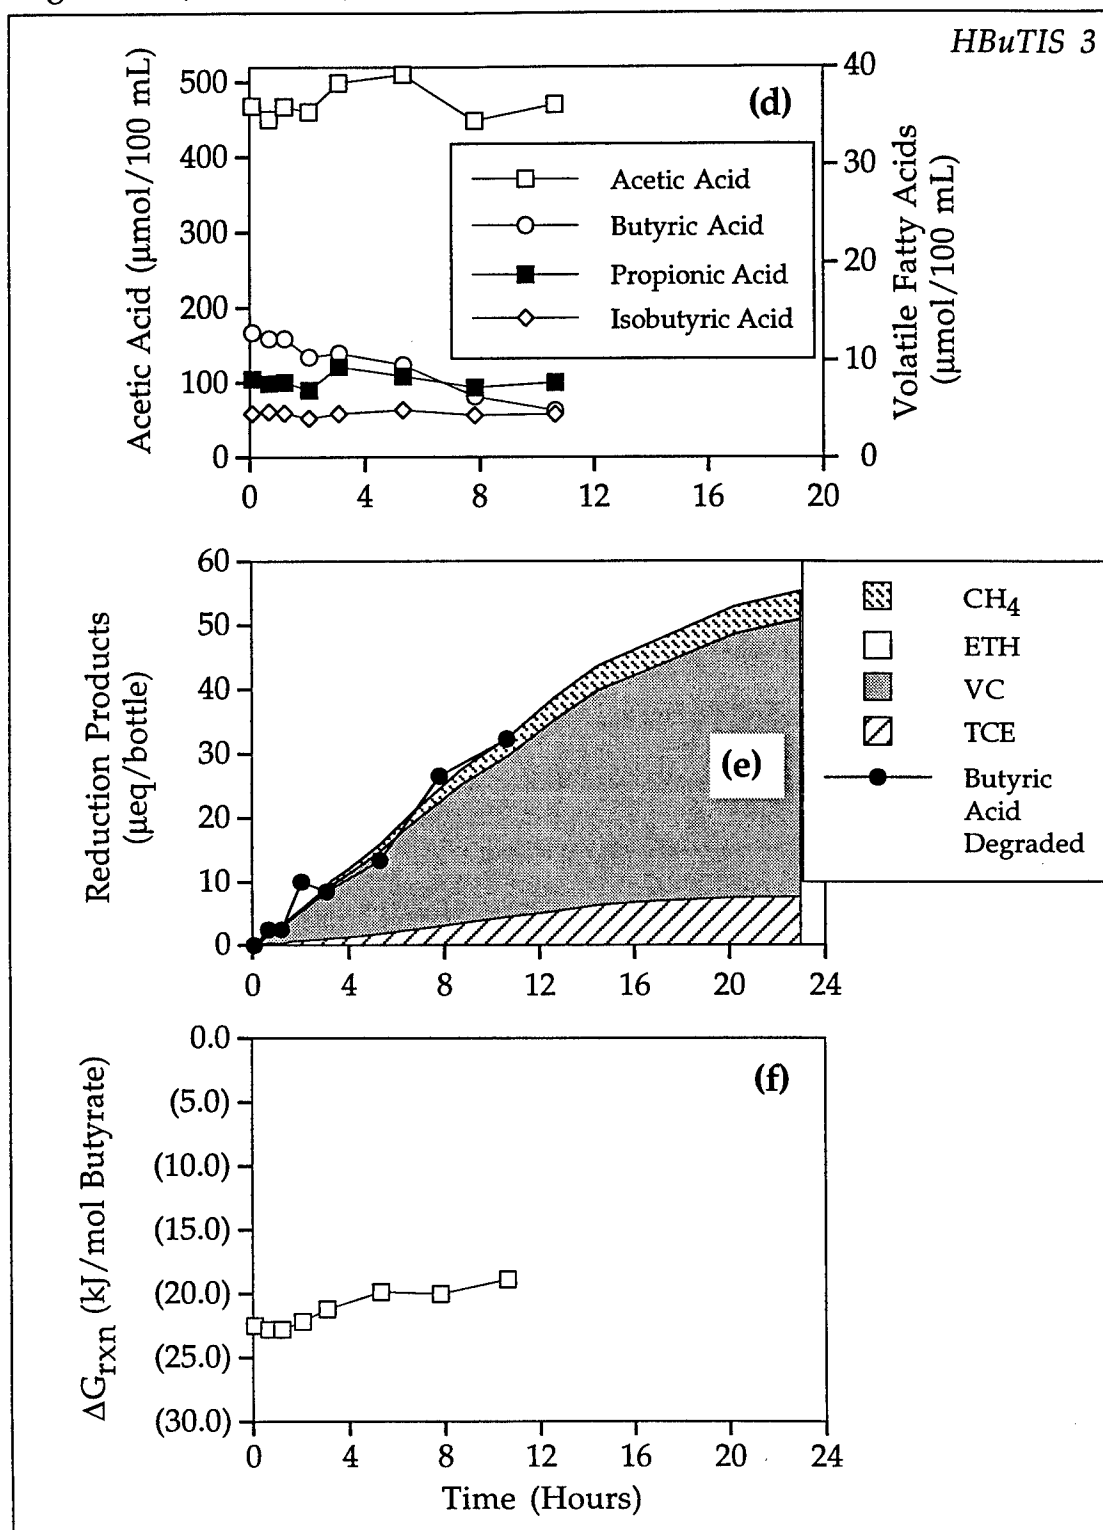 HBuTIS 3
Acetic Acid (µmol/100 mL)
500
400
300
200
100
0
(d)
Acetic Acid
Butyric Acid
Propionic Acid
Isobutyric Acid
40
30
20
10
0
Volatile Fatty Acids
(µmol/100 mL)
0 4 8 12 16 20
Reduction Products
(µeq/bottle)
60
50
40
30
20
10
0
(e)
CH4
ETH
VC
TCE
Butyric
Acid
Degraded
0 4 8 12 16 20 24
ΔGrxn (kJ/mol Butyrate)
0.0
(5.0)
(10.0)
(15.0)
(20.0)
(25.0)
(30.0)
(f)
0 4 8 12 16 20 24
Time (Hours)